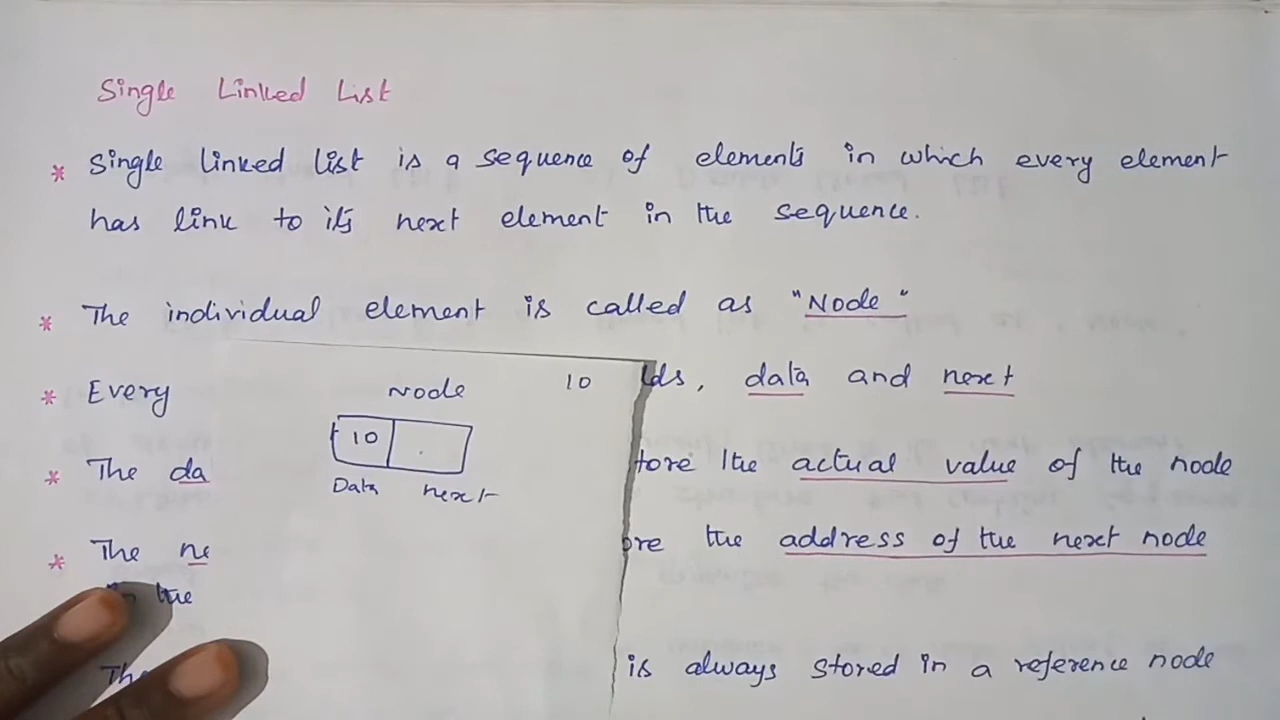 Single Linked List
* Single linked list is a sequence of elements in which every element
has link to its next element in the sequence.
* The individual element is called as "Node"
* Every
Node
10
lds, data and next
10
Data next
* The da
tore the actual value of the node
* The ne
ore the address of the next node
the
The
is always stored in a reference node